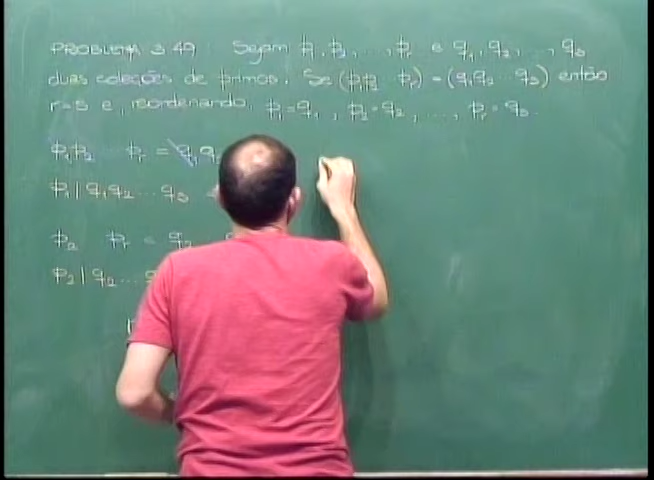 PROBLEMA 3.49 Sejam p₁, p₂, ..., pᵣ e q₁, q₂, ..., qₛ
duas coleções de primos. Se (p₁p₂ ... pᵣ) = (q₁q₂ ... qₛ) então
r=s e, reordenando, p₁=q₁, p₂=q₂, ..., pᵣ=qₛ.
p₁p₂ ... pᵣ = q₁q
p₁ | q₁q₂ ... qₛ
p₂ pᵣ = q₂
p₂ | q₂ ...